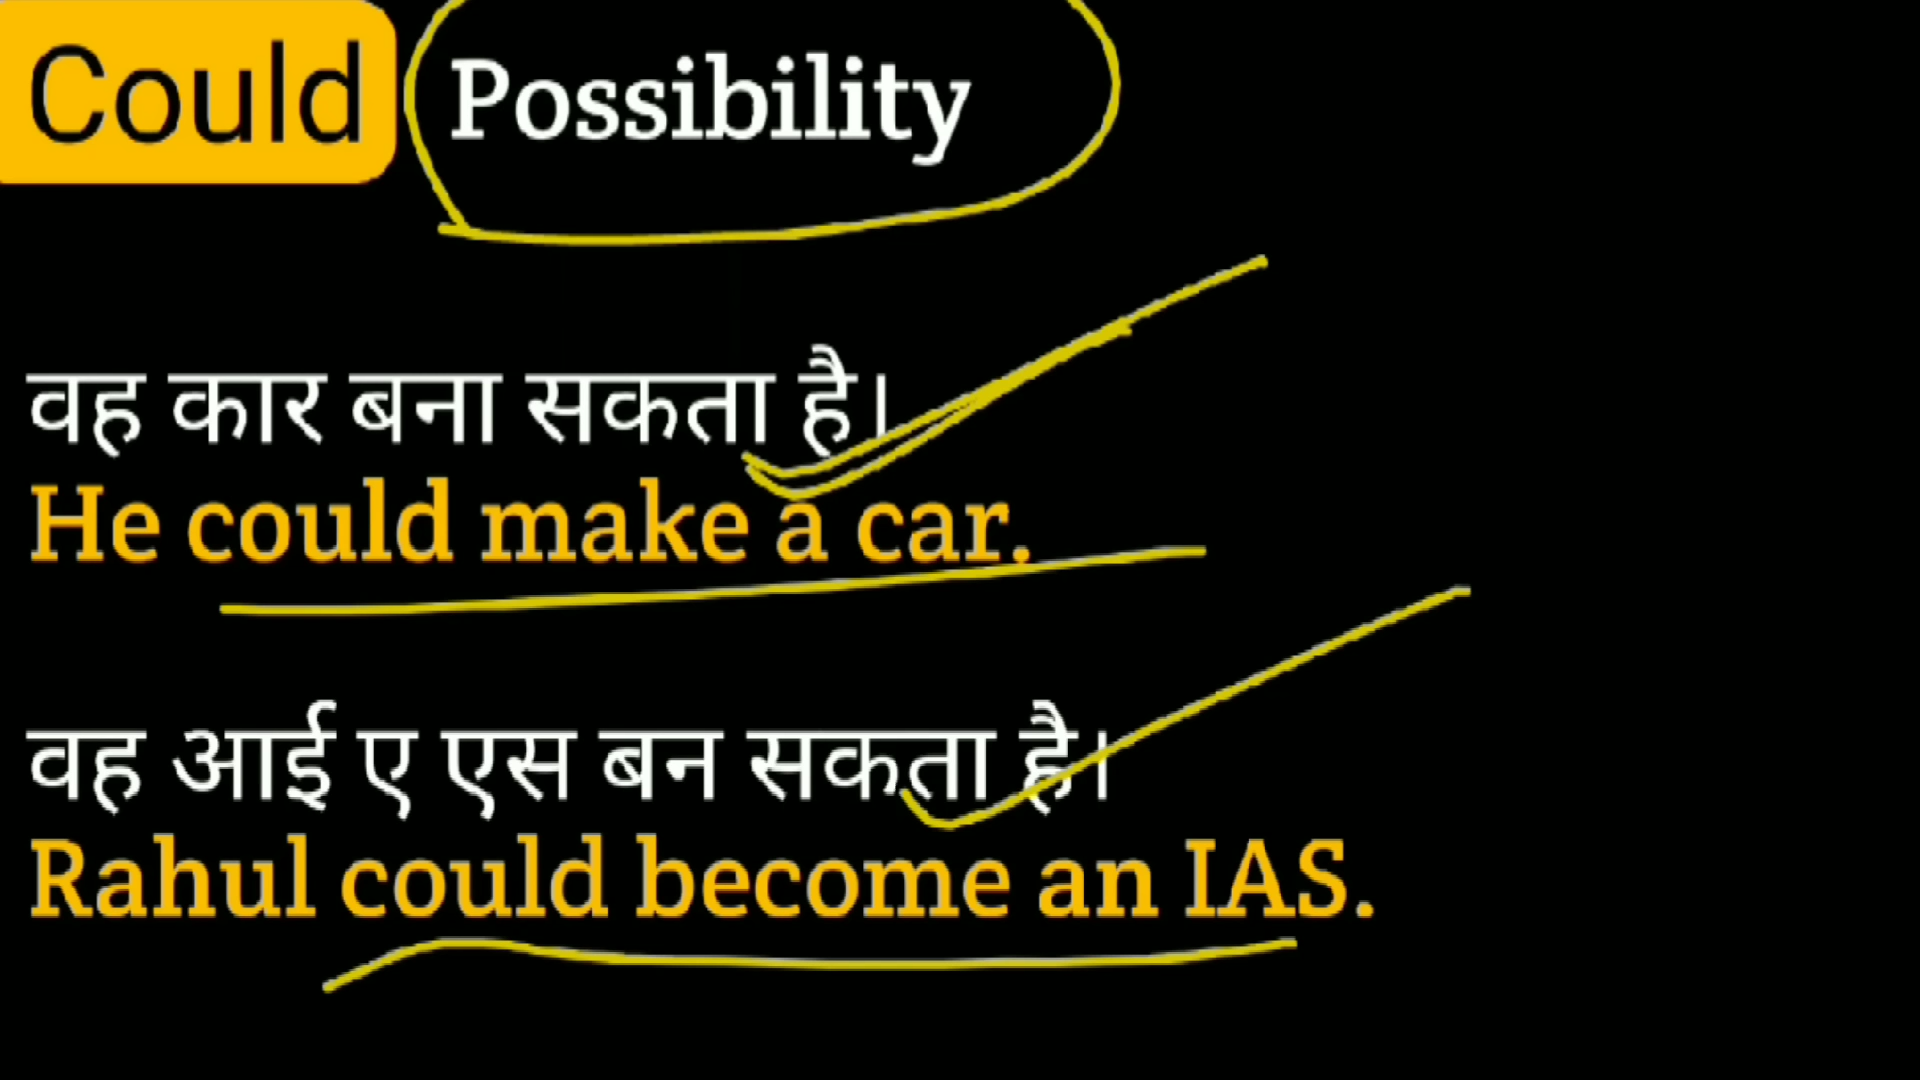 Could Possibility
वह कार बना सकता है।
He could make a car.
वह आई ए एस बन सकता है।
Rahul could become an IAS.